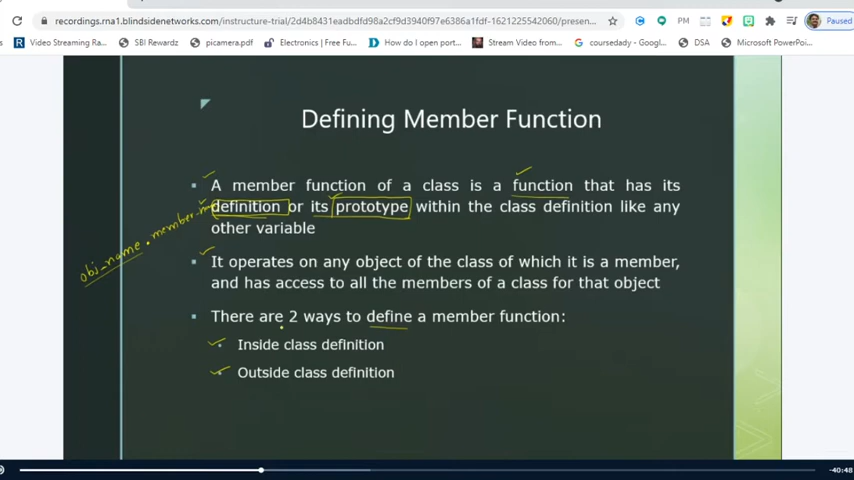 recordings.rna1.blindsidenetworks.com/instructure-trial/2d4b8431eadbdfd98a2cf9d3940f97e6386a1fdf-1621222542060/presen...
PM
Paused
Video Streaming Ra...
SBI Rewardz
picamera.pdf
Electronics | Free Fu...
How do I open port...
Stream Video from...
coursedady - Googl...
DSA
Microsoft PowerPoi...
Defining Member Function
A member function of a class is a function that has its
definition or its prototype within the class definition like any
other variable
obj_name.member_
It operates on any object of the class of which it is a member,
and has access to all the members of a class for that object
There are 2 ways to define a member function:
Inside class definition
Outside class definition
-40:48